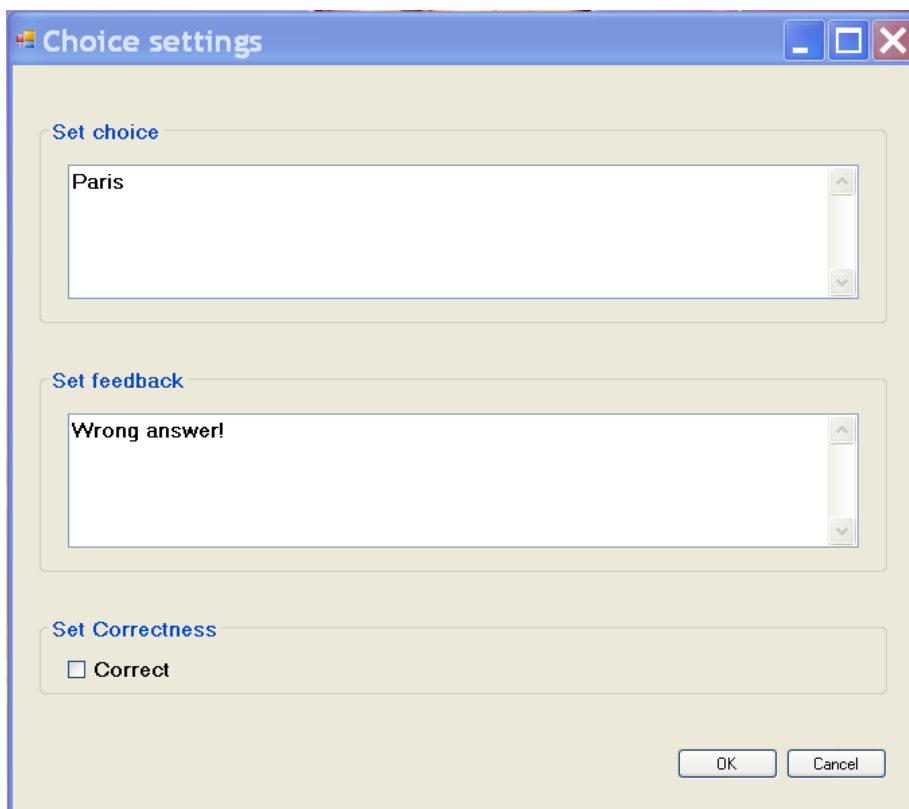 Choice settings
Set choice
Paris
Set feedback
Wrong answer!
Set Correctness
Correct
OK Cancel